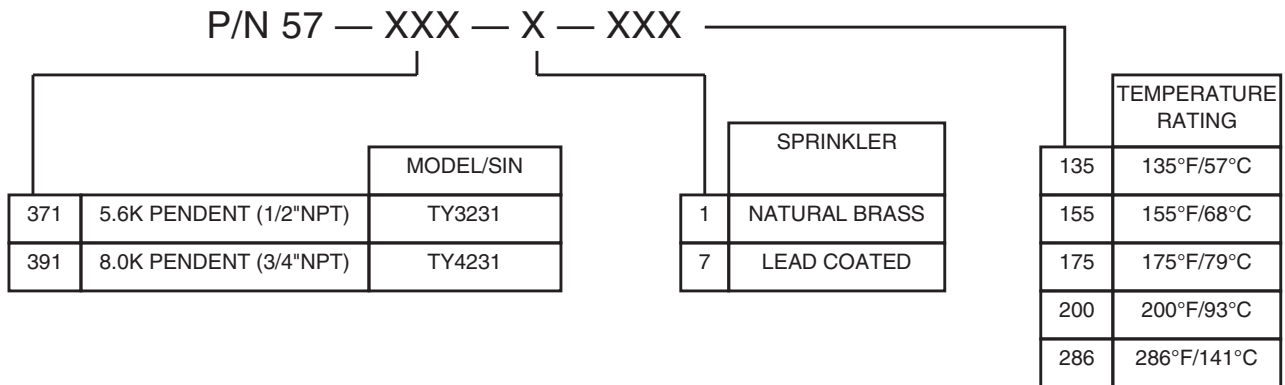 P/N 57 — XXX — X — XXX
MODEL/SIN
371 5.6K PENDENT (1/2"NPT) TY3231
391 8.0K PENDENT (3/4"NPT) TY4231
SPRINKLER
1 NATURAL BRASS
7 LEAD COATED
TEMPERATURE
RATING
135 135°F/57°C
155 155°F/68°C
175 175°F/79°C
200 200°F/93°C
286 286°F/141°C